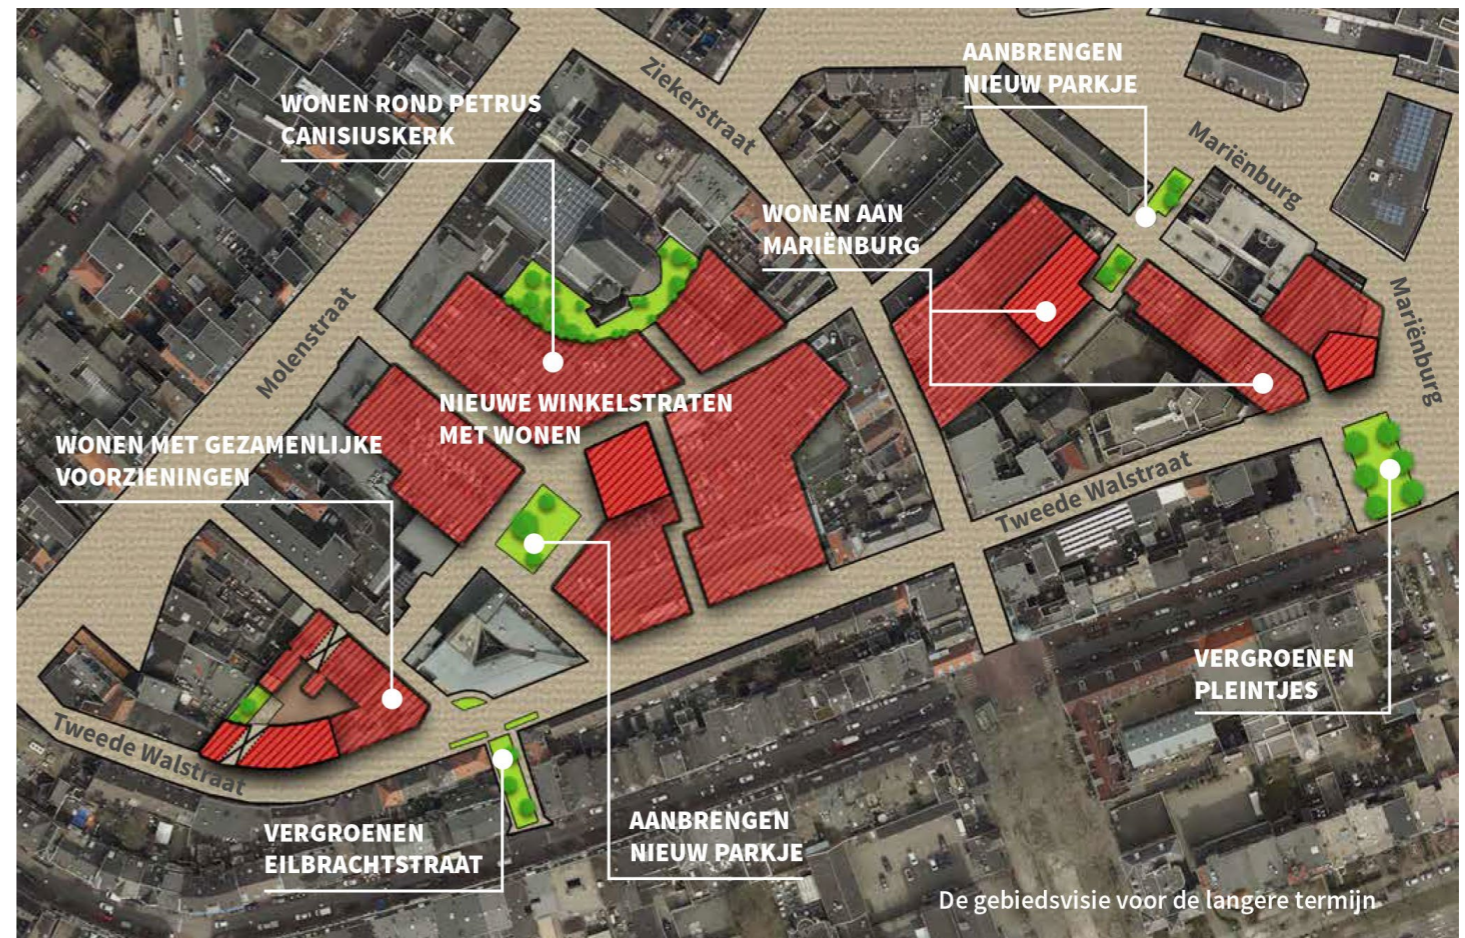 AANBRENGEN
NIEUW PARKJE
Ziekerstraat
WONEN ROND PETRUS
CANISIUSKERK
Mariënburg
WONEN AAN
MARIËNBURG
Molenstraat
Mariënburg
NIEUWE WINKELSTRATEN
MET WONEN
WONEN MET GEZAMENLIJKE
VOORZIENINGEN
Tweede Walstraat
VERGROENEN
PLEINTJES
Tweede Walstraat
VERGROENEN
EILBRACHTSTRAAT
AANBRENGEN
NIEUW PARKJE
De gebiedsvisie voor de langere termijn